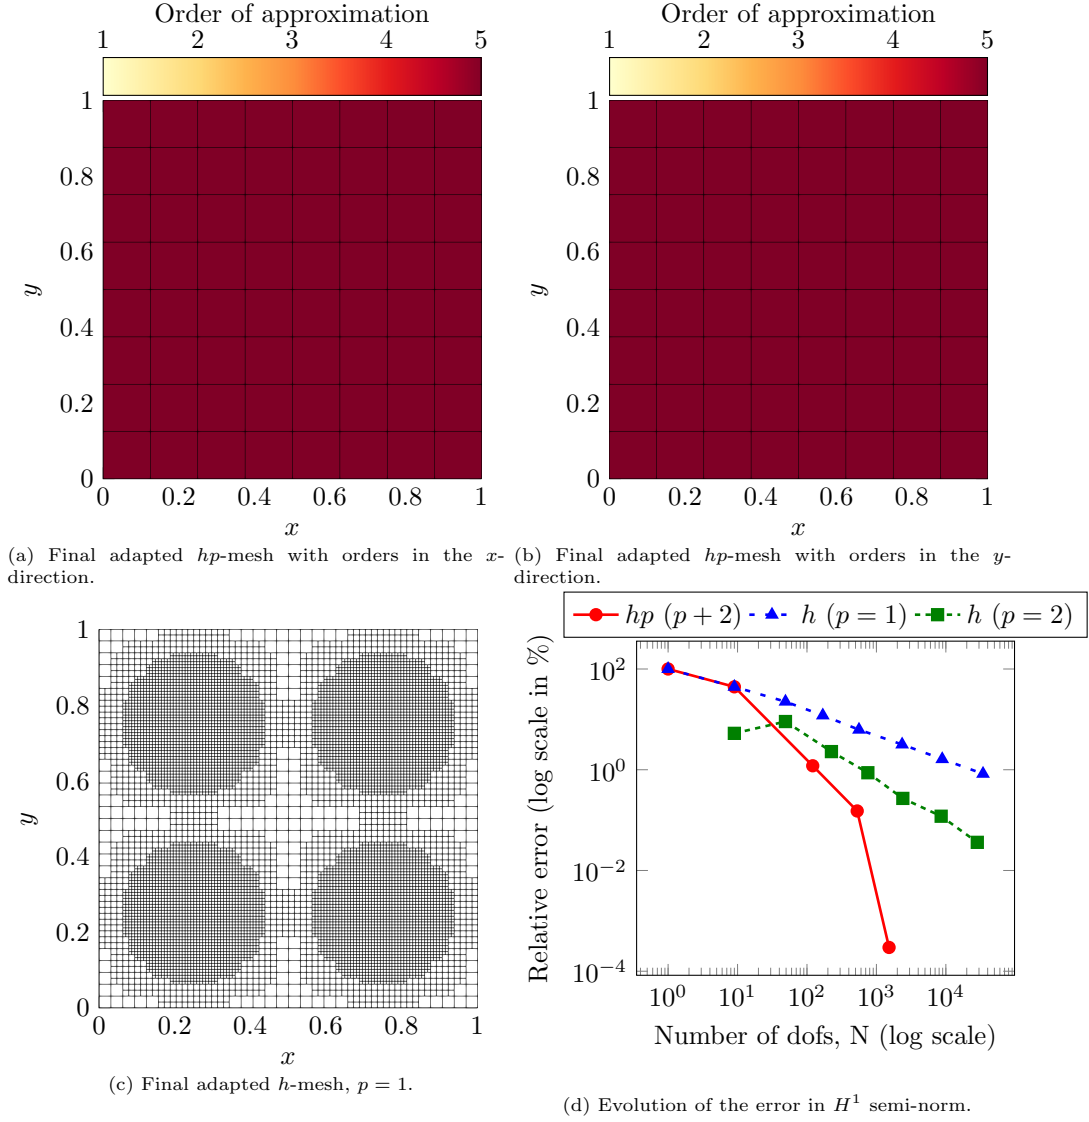 Order of approximation
1 2 3 4 5
1
0.8
0.6
0.4
0.2
0
y
0 0.2 0.4 0.6 0.8 1
x
(a) Final adapted hp-mesh with orders in the x-
direction.
Order of approximation
1 2 3 4 5
1
0.8
0.6
0.4
0.2
0
y
0 0.2 0.4 0.6 0.8 1
x
(b) Final adapted hp-mesh with orders in the y-
direction.
1
0.8
0.6
0.4
0.2
0
y
0 0.2 0.4 0.6 0.8 1
x
(c) Final adapted h-mesh, p = 1.
hp (p + 2) h (p = 1) h (p = 2)
Relative error (log scale in %)
10^2
10^0
10^−2
10^−4
10^0 10^1 10^2 10^3 10^4
Number of dofs, N (log scale)
(d) Evolution of the error in H^1 semi-norm.